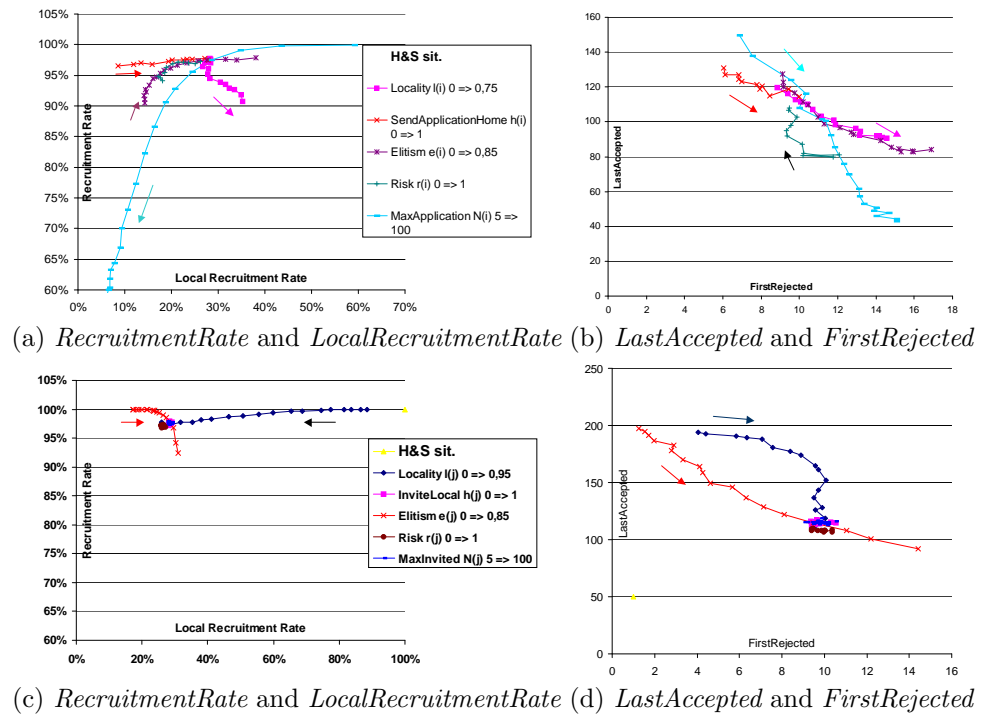 105%
100%
95%
90%
85%
80%
75%
70%
65%
60%
0%
10%
20%
30%
40%
50%
60%
70%
Recruitment Rate
Local Recruitment Rate
H&S sit.
Locality l(i) 0 => 0,75
SendApplicationHome h(i)
0 => 1
Elitism e(i) 0 => 0,85
Risk r(i) 0 => 1
MaxApplication N(i) 5 =>
100
160
140
120
100
80
60
40
20
0
0
2
4
6
8
10
12
14
16
18
LastAccepted
FirstRejected
(a) RecruitmentRate and LocalRecruitmentRate
(b) LastAccepted and FirstRejected
105%
100%
95%
90%
85%
80%
75%
70%
65%
60%
0%
20%
40%
60%
80%
100%
Recruitment Rate
Local Recruitment Rate
H&S sit.
Locality l(j) 0 => 0,95
InviteLocal h(j) 0 => 1
Elitism e(j) 0 => 0,85
Risk r(j) 0 => 1
MaxInvited N(j) 5 => 100
250
200
150
100
50
0
0
2
4
6
8
10
12
14
16
LastAccepted
FirstRejected
(c) RecruitmentRate and LocalRecruitmentRate
(d) LastAccepted and FirstRejected